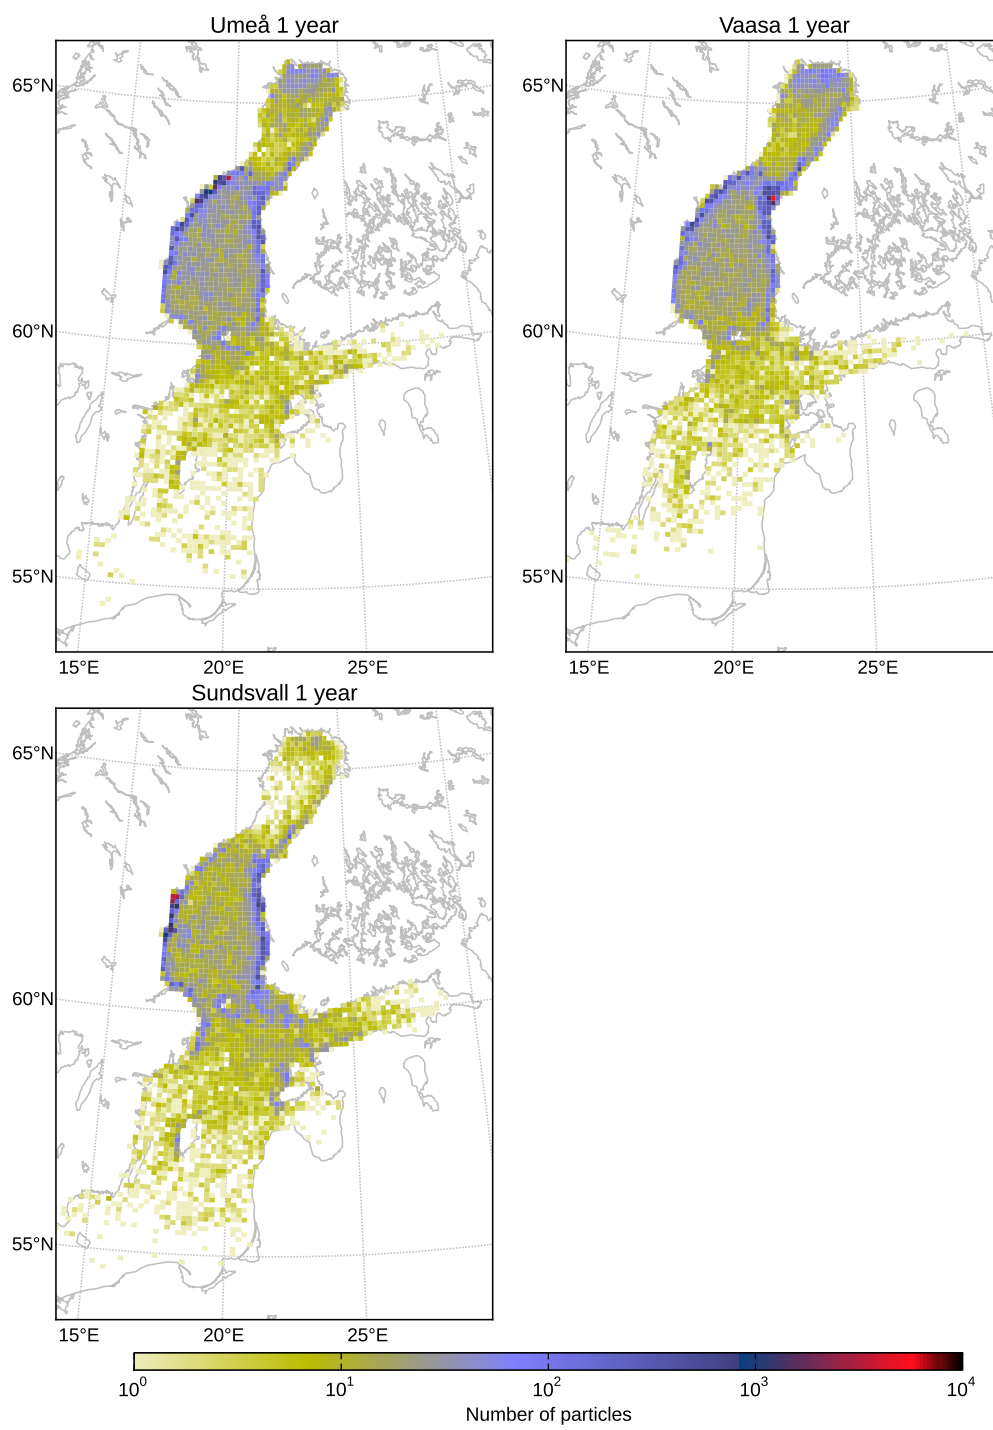 Umeå 1 year
Vaasa 1 year
65°N
65°N
60°N
60°N
55°N
55°N
15°E 20°E 25°E
15°E 20°E 25°E
Sundsvall 1 year
65°N
60°N
55°N
15°E 20°E 25°E
10^0 10^1 10^2 10^3 10^4
Number of particles